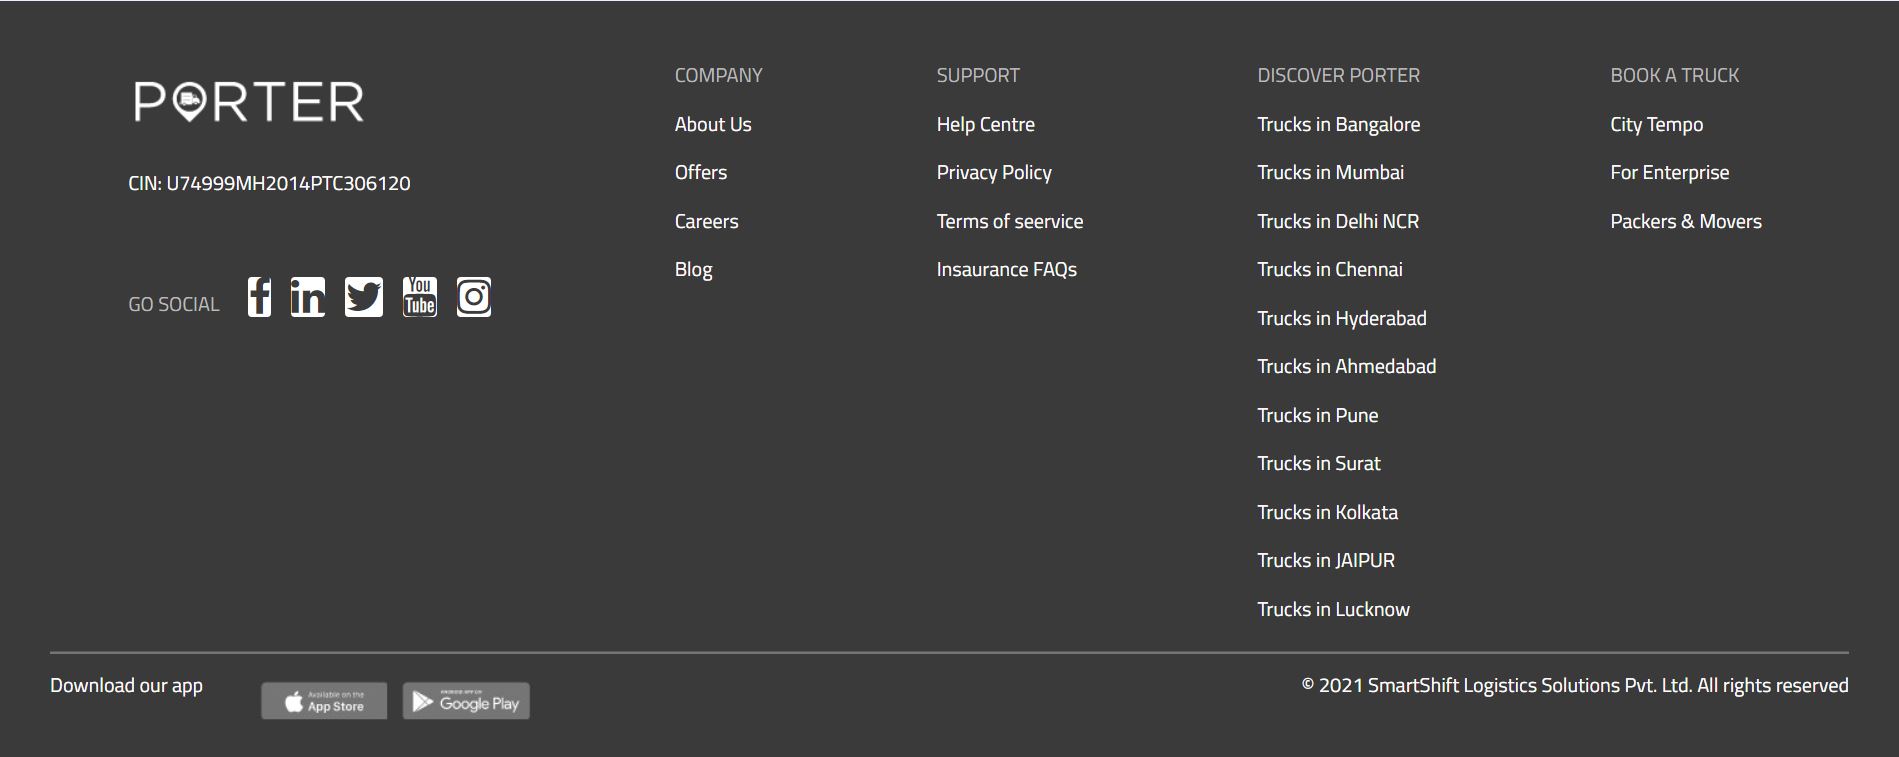 PORTER
CIN: U74999MH2014PTC306120
GO SOCIAL
f
in
You
Tube
COMPANY
About Us
Offers
Careers
Blog
SUPPORT
Help Centre
Privacy Policy
Terms of seervice
Insaurance FAQs
DISCOVER PORTER
Trucks in Bangalore
Trucks in Mumbai
Trucks in Delhi NCR
Trucks in Chennai
Trucks in Hyderabad
Trucks in Ahmedabad
Trucks in Pune
Trucks in Surat
Trucks in Kolkata
Trucks in JAIPUR
Trucks in Lucknow
BOOK A TRUCK
City Tempo
For Enterprise
Packers & Movers
Download our app
Available on the
App Store
ANDROID APP ON
Google Play
© 2021 SmartShift Logistics Solutions Pvt. Ltd. All rights reserved